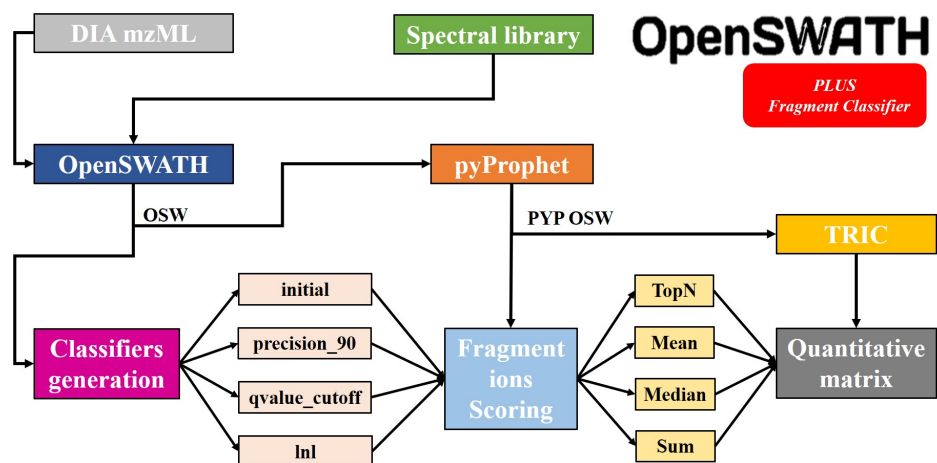 DIA mzML
Spectral library
OpenSWATH
PLUS
Fragment Classifier
OpenSWATH
pyProphet
OSW
PYP OSW
TRIC
initial
precision_90
qvalue_cutoff
lnl
Classifiers
generation
Fragment
ions
Scoring
TopN
Mean
Median
Sum
Quantitative
matrix